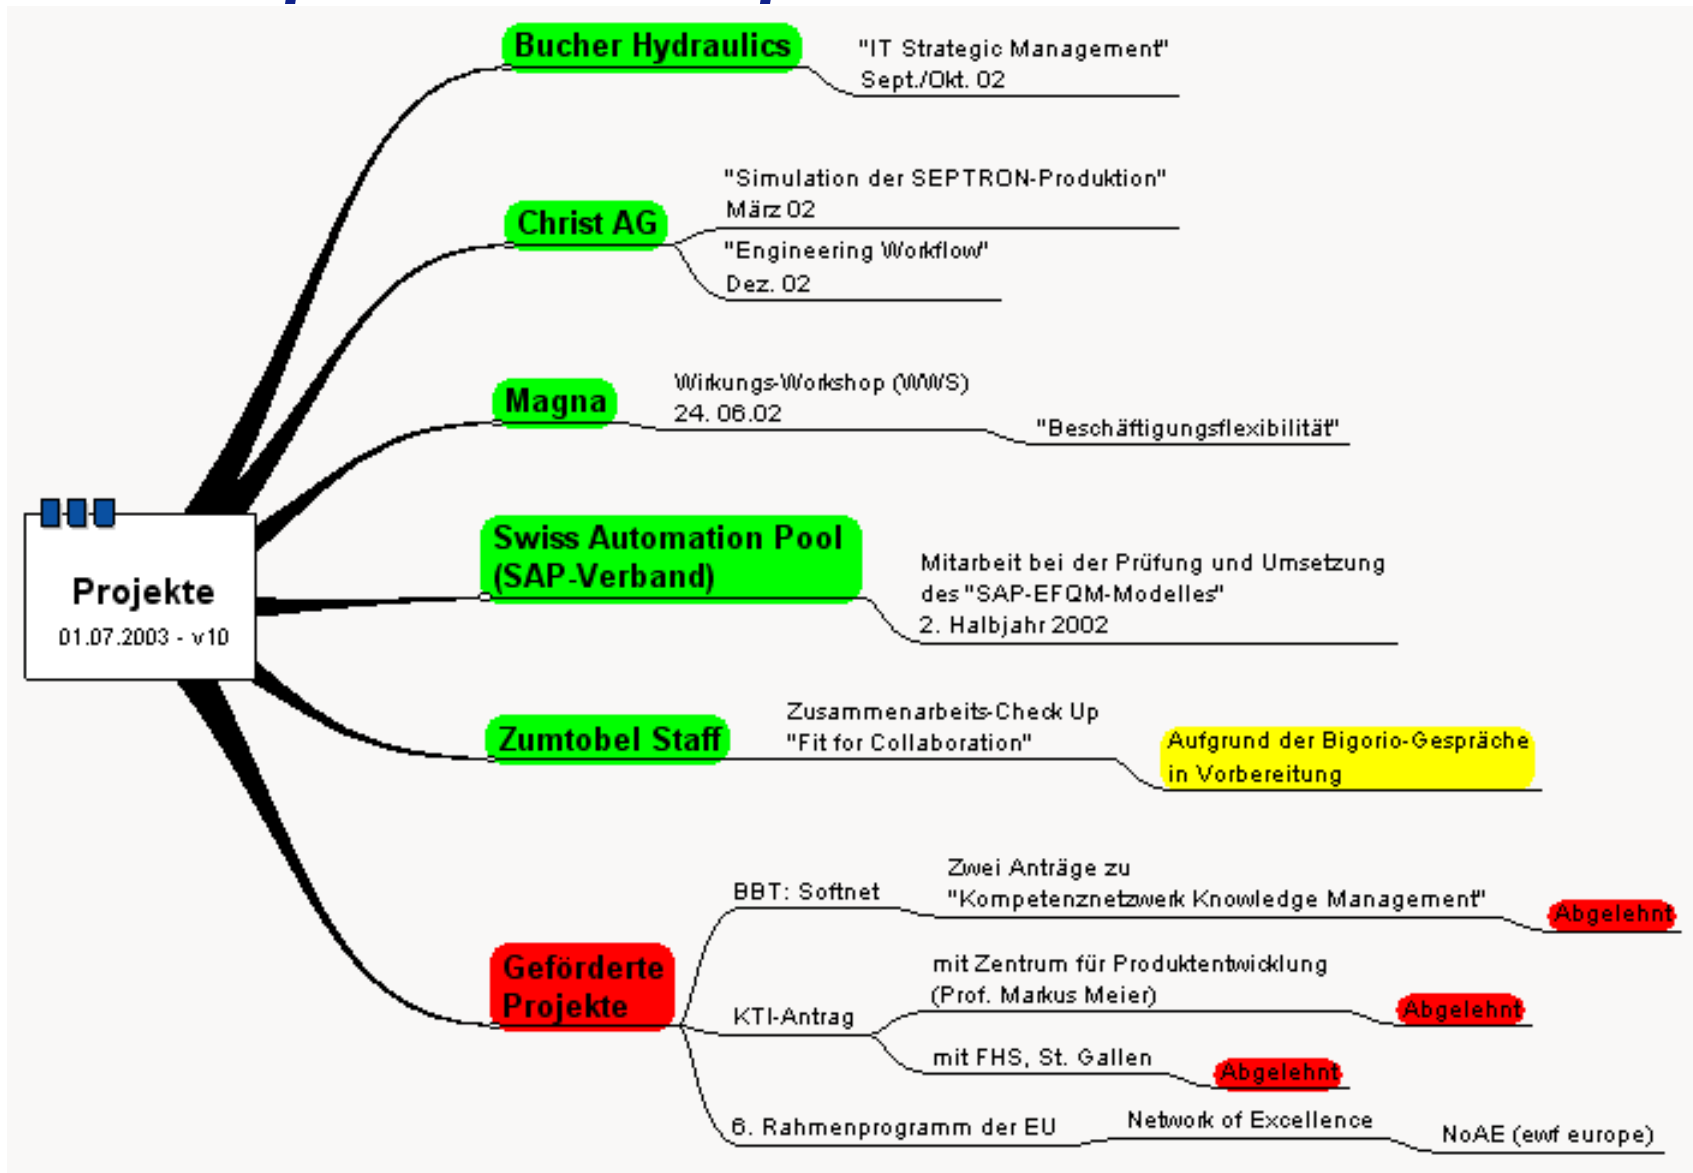 Bucher Hydraulics
"IT Strategic Management"
Sept./Okt. 02
Christ AG
"Simulation der SEPTRON-Produktion"
März 02
"Engineering Workflow"
Dez. 02
Magna
Wirkungs-Workshop (WWS)
24. 06.02
"Beschäftigungsflexibilität"
Swiss Automation Pool
(SAP-Verband)
Mitarbeit bei der Prüfung und Umsetzung
des "SAP-EFQM-Modelles"
2. Halbjahr 2002
Projekte
01.07.2003 - v10
Zumtobel Staff
Zusammenarbeits-Check Up
"Fit for Collaboration"
Aufgrund der Bigorio-Gespräche
in Vorbereitung
Geförderte
Projekte
BBT: Softnet
Zwei Anträge zu
"Kompetenznetzwerk Knowledge Management"
Abgelehnt
KTI-Antrag
mit Zentrum für Produktentwicklung
(Prof. Markus Meier)
Abgelehnt
mit FHS, St. Gallen
Abgelehnt
6. Rahmenprogramm der EU
Network of Excellence
NoAE (ewf europe)